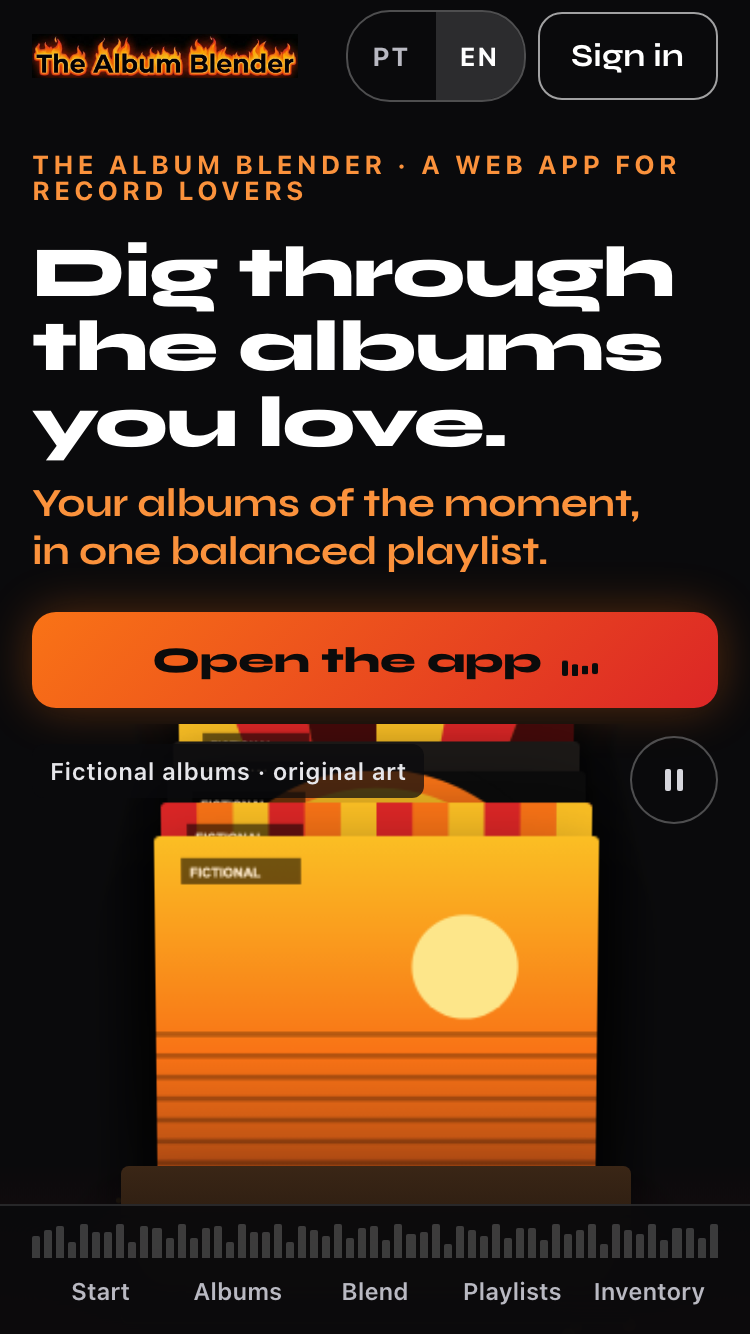 The Album Blender
PT EN
Sign in
THE ALBUM BLENDER · A WEB APP FOR
RECORD LOVERS
Dig through
the albums
you love.
Your albums of the moment,
in one balanced playlist.
Open the app
Fictional albums · original art
FICTIONAL
FICTIONAL
Start Albums Blend Playlists Inventory